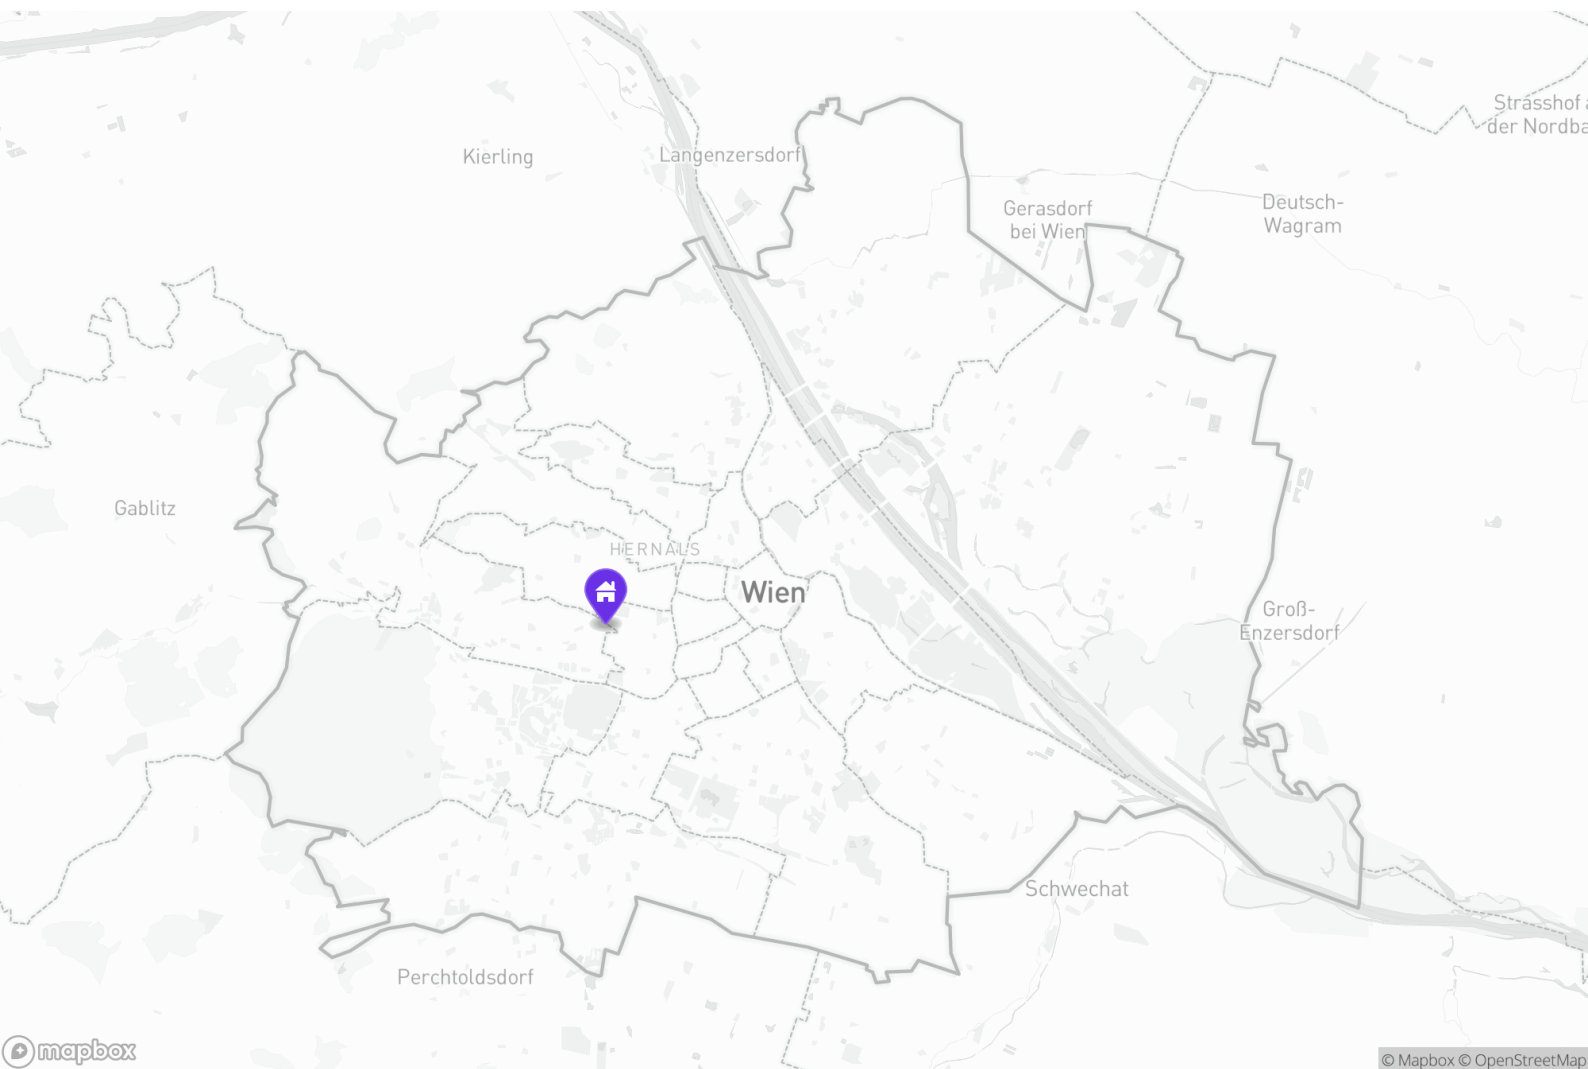 Strasshof a
der Nordba
Kierling
Langenzersdorf
Gerasdorf
bei Wien
Deutsch-
Wagram
Gablitz
HERNALS
Wien
Groß-
Enzersdorf
Schwechat
Perchtoldsdorf
mapbox
© Mapbox © OpenStreetMap